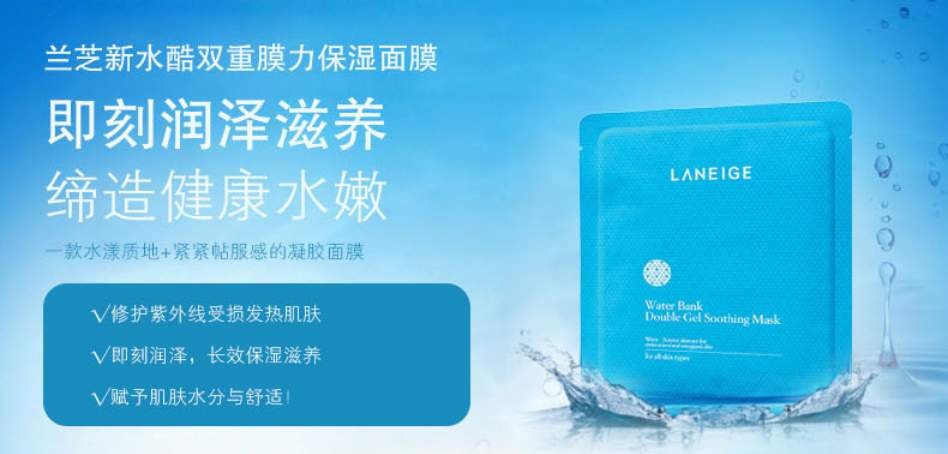 兰芝新水酷双重膜力保湿面膜
即刻润泽滋养
缔造健康水嫩
一款水漾质地+紧紧帖服感的凝胶面膜
√修护紫外线受损发热肌肤
√即刻润泽，长效保湿滋养
√赋予肌肤水分与舒适!
LANEIGE
Water Bank
Double Gel Soothing Mask
for all skin types